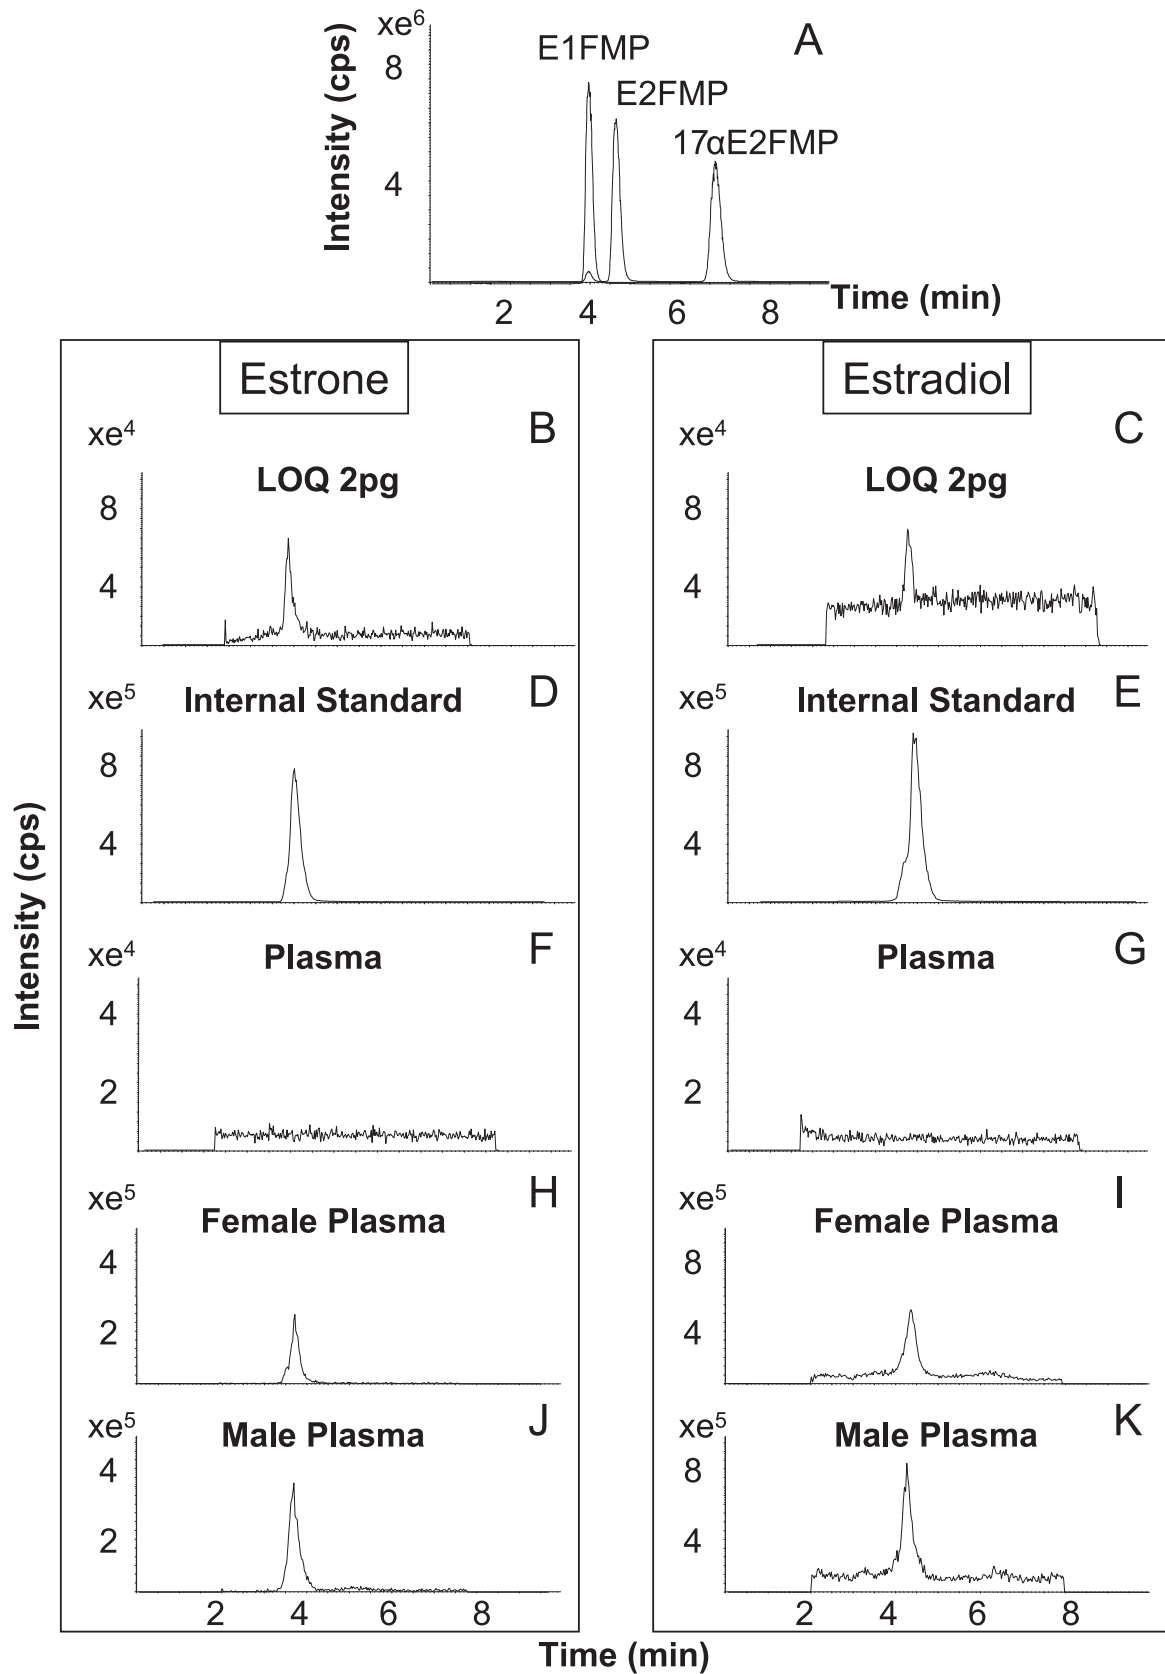 xe6
A
E1FMP
8
E2FMP
17αE2FMP
4
Intensity (cps)
2 4 6 8
Time (min)
Estrone
B
xe4
LOQ 2pg
8
4
D
xe5
Internal Standard
8
4
F
xe4
Plasma
4
2
H
xe5
Female Plasma
4
2
J
xe5
Male Plasma
4
2
2 4 6 8
Estradiol
C
xe4
LOQ 2pg
8
4
E
xe5
Internal Standard
8
4
G
xe4
Plasma
4
2
I
xe5
Female Plasma
8
4
K
xe5
Male Plasma
8
4
2 4 6 8
Intensity (cps)
Time (min)